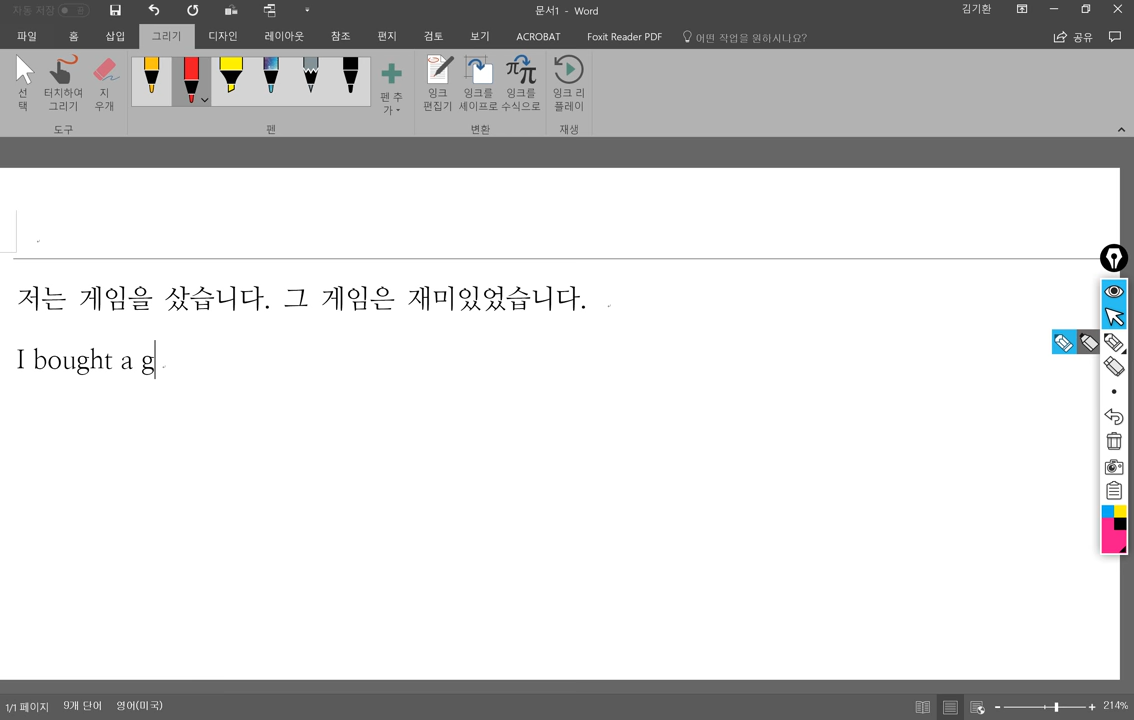 자동 저장 끔
문서1 - Word
김기환
파일 홈 삽입 그리기 디자인 레이아웃 참조 편지 검토 보기 ACROBAT Foxit Reader PDF 어떤 작업을 원하시나요? 공유
선택
터치하여 그리기
지우개
펜 추가
잉크 편집기
잉크를 셰이프로
잉크를 수식으로
잉크 리플레이
도구 펜 변환 재생
저는 게임을 샀습니다. 그 게임은 재미있었습니다.
I bought a g
1/1 페이지 9개 단어 영어(미국) 214%